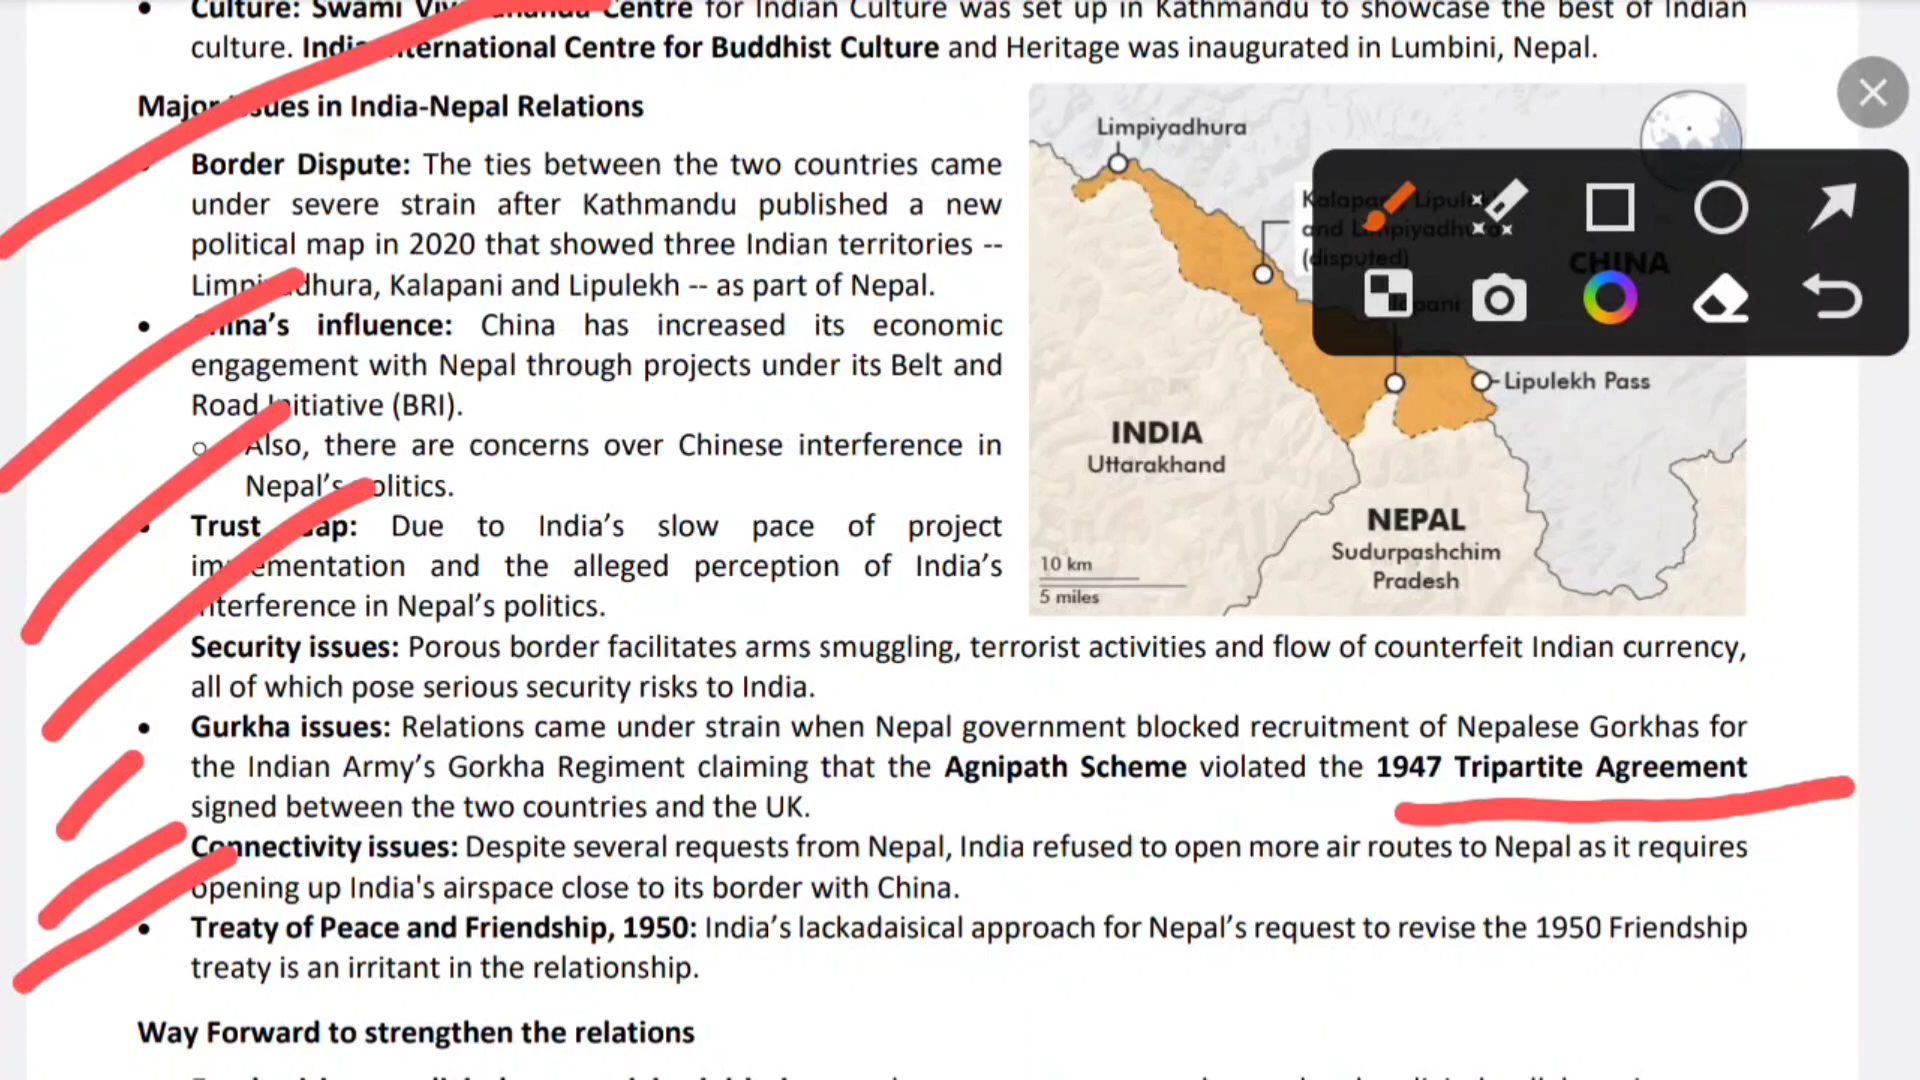 Culture: Swami Centre for Indian Culture was set up in Kathmandu to showcase the best of Indian
culture. International Centre for Buddhist Culture and Heritage was inaugurated in Lumbini, Nepal.
Major Issues in India-Nepal Relations
Border Dispute: The ties between the two countries came
under severe strain after Kathmandu published a new
political map in 2020 that showed three Indian territories --
Limpiyadhura, Kalapani and Lipulekh -- as part of Nepal.
• China's influence: China has increased its economic
engagement with Nepal through projects under its Belt and
Road Initiative (BRI).
o Also, there are concerns over Chinese interference in
Nepal's politics.
• Trust Gap: Due to India's slow pace of project
implementation and the alleged perception of India's
interference in Nepal's politics.
Security issues: Porous border facilitates arms smuggling, terrorist activities and flow of counterfeit Indian currency,
all of which pose serious security risks to India.
• Gurkha issues: Relations came under strain when Nepal government blocked recruitment of Nepalese Gorkhas for
the Indian Army's Gorkha Regiment claiming that the Agnipath Scheme violated the 1947 Tripartite Agreement
signed between the two countries and the UK.
Connectivity issues: Despite several requests from Nepal, India refused to open more air routes to Nepal as it requires
opening up India's airspace close to its border with China.
• Treaty of Peace and Friendship, 1950: India's lackadaisical approach for Nepal's request to revise the 1950 Friendship
treaty is an irritant in the relationship.
Way Forward to strengthen the relations
Limpiyadhura
Kalapani, Lipulekh
and Limpiyadhura
(disputed)
CHINA
Kalapani
Lipulekh Pass
INDIA
Uttarakhand
NEPAL
Sudurpashchim
Pradesh
10 km
5 miles